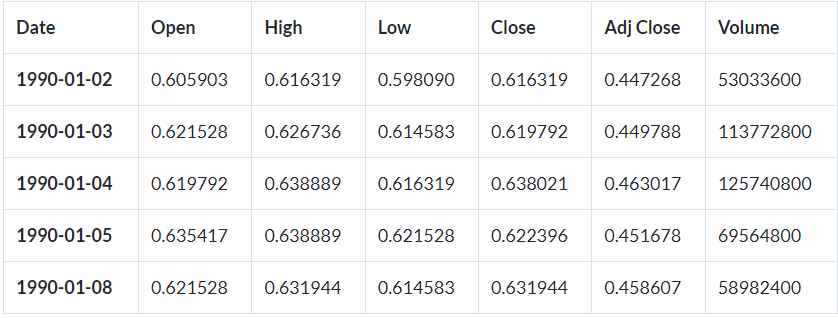 Date Open High Low Close Adj Close Volume
1990-01-02 0.605903 0.616319 0.598090 0.616319 0.447268 53033600
1990-01-03 0.621528 0.626736 0.614583 0.619792 0.449788 113772800
1990-01-04 0.619792 0.638889 0.616319 0.638021 0.463017 125740800
1990-01-05 0.635417 0.638889 0.621528 0.622396 0.451678 69564800
1990-01-08 0.621528 0.631944 0.614583 0.631944 0.458607 58982400